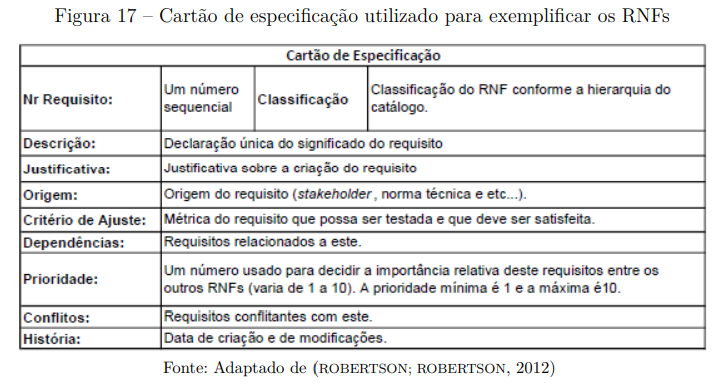 Figura 17 – Cartão de especificação utilizado para exemplificar os RNFs
Cartão de Especificação
Nr Requisito:
Um número
sequencial
Classificação
Classificação do RNF conforme a hierarquia do
catálogo.
Descrição:
Declaração única do significado do requisito
Justificativa:
Justificativa sobre a criação do requisito
Origem:
Origem do requisito (stakeholder, norma técnica e etc...).
Critério de Ajuste:
Métrica do requisito que possa ser testada e que deve ser satisfeita.
Dependências:
Requisitos relacionados a este.
Prioridade:
Um número usado para decidir a importância relativa deste requisitos entre os
outros RNFs (varia de 1 a 10). A prioridade mínima é 1 e a máxima é10.
Conflitos:
Requisitos conflitantes com este.
História:
Data de criação e de modificações.
Fonte: Adaptado de (ROBERTSON; ROBERTSON, 2012)